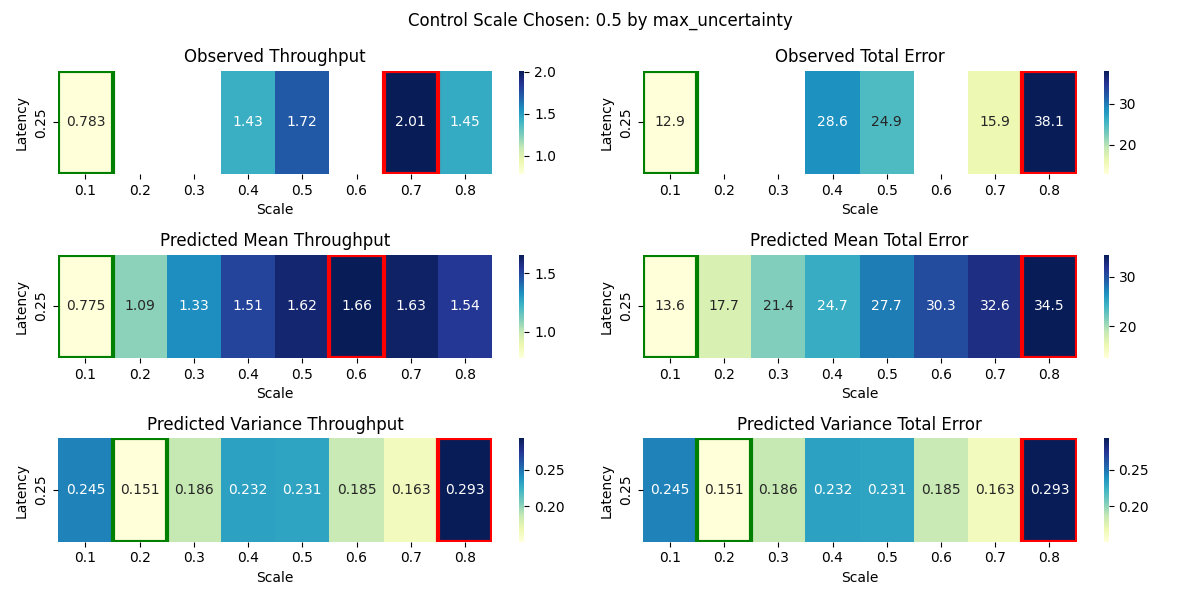 Control Scale Chosen: 0.5 by max_uncertainty
Observed Throughput
Latency
0.25
0.783 1.43 1.72 2.01 1.45
0.1 0.2 0.3 0.4 0.5 0.6 0.7 0.8
Scale
2.0
1.5
1.0
Observed Total Error
Latency
0.25
12.9 28.6 24.9 15.9 38.1
0.1 0.2 0.3 0.4 0.5 0.6 0.7 0.8
Scale
30
20
Predicted Mean Throughput
Latency
0.25
0.775 1.09 1.33 1.51 1.62 1.66 1.63 1.54
0.1 0.2 0.3 0.4 0.5 0.6 0.7 0.8
Scale
1.5
1.0
Predicted Mean Total Error
Latency
0.25
13.6 17.7 21.4 24.7 27.7 30.3 32.6 34.5
0.1 0.2 0.3 0.4 0.5 0.6 0.7 0.8
Scale
30
20
Predicted Variance Throughput
Latency
0.25
0.245 0.151 0.186 0.232 0.231 0.185 0.163 0.293
0.1 0.2 0.3 0.4 0.5 0.6 0.7 0.8
Scale
0.25
0.20
Predicted Variance Total Error
Latency
0.25
0.245 0.151 0.186 0.232 0.231 0.185 0.163 0.293
0.1 0.2 0.3 0.4 0.5 0.6 0.7 0.8
Scale
0.25
0.20